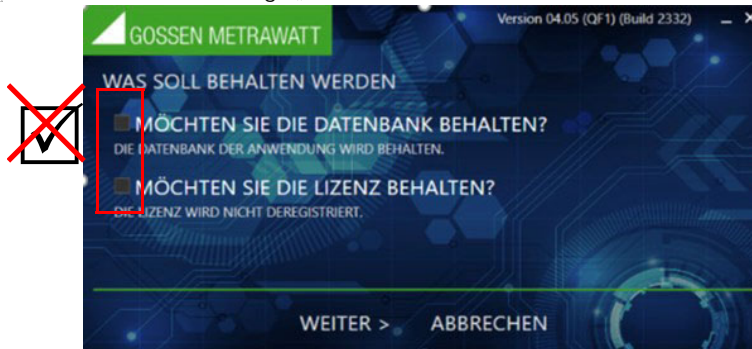 GOSSEN METRAWATT
Version 04.05 (QF1) (Build 2332)
WAS SOLL BEHALTEN WERDEN
MÖCHTEN SIE DIE DATENBANK BEHALTEN?
DIE DATENBANK DER ANWENDUNG WIRD BEHALTEN.
MÖCHTEN SIE DIE LIZENZ BEHALTEN?
DIE LIZENZ WIRD NICHT DEREGISTRIERT.
WEITER > ABBRECHEN